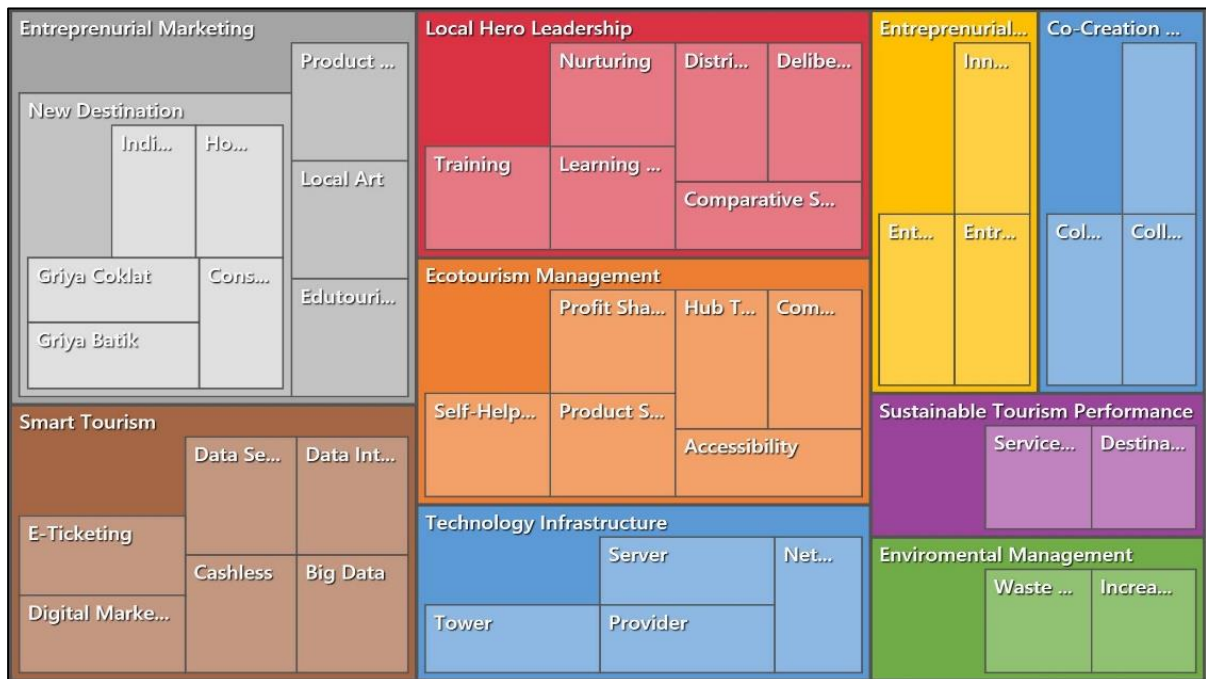 Entreprenurial Marketing
Product ...
New Destination
Indi...
Ho...
Local Art
Griya Coklat
Cons...
Griya Batik
Edutouri...
Smart Tourism
Data Se...
Data Int...
E-Ticketing
Cashless
Big Data
Digital Marke...
Local Hero Leadership
Nurturing
Distri...
Delibe...
Training
Learning ...
Comparative S...
Ecotourism Management
Profit Sha...
Hub T...
Com...
Self-Help...
Product S...
Accessibility
Technology Infrastructure
Server
Net...
Tower
Provider
Entreprenurial...
Inn...
Ent...
Entr...
Co-Creation ...
Col...
Coll...
Sustainable Tourism Performance
Service...
Destina...
Enviromental Management
Waste ...
Increa...